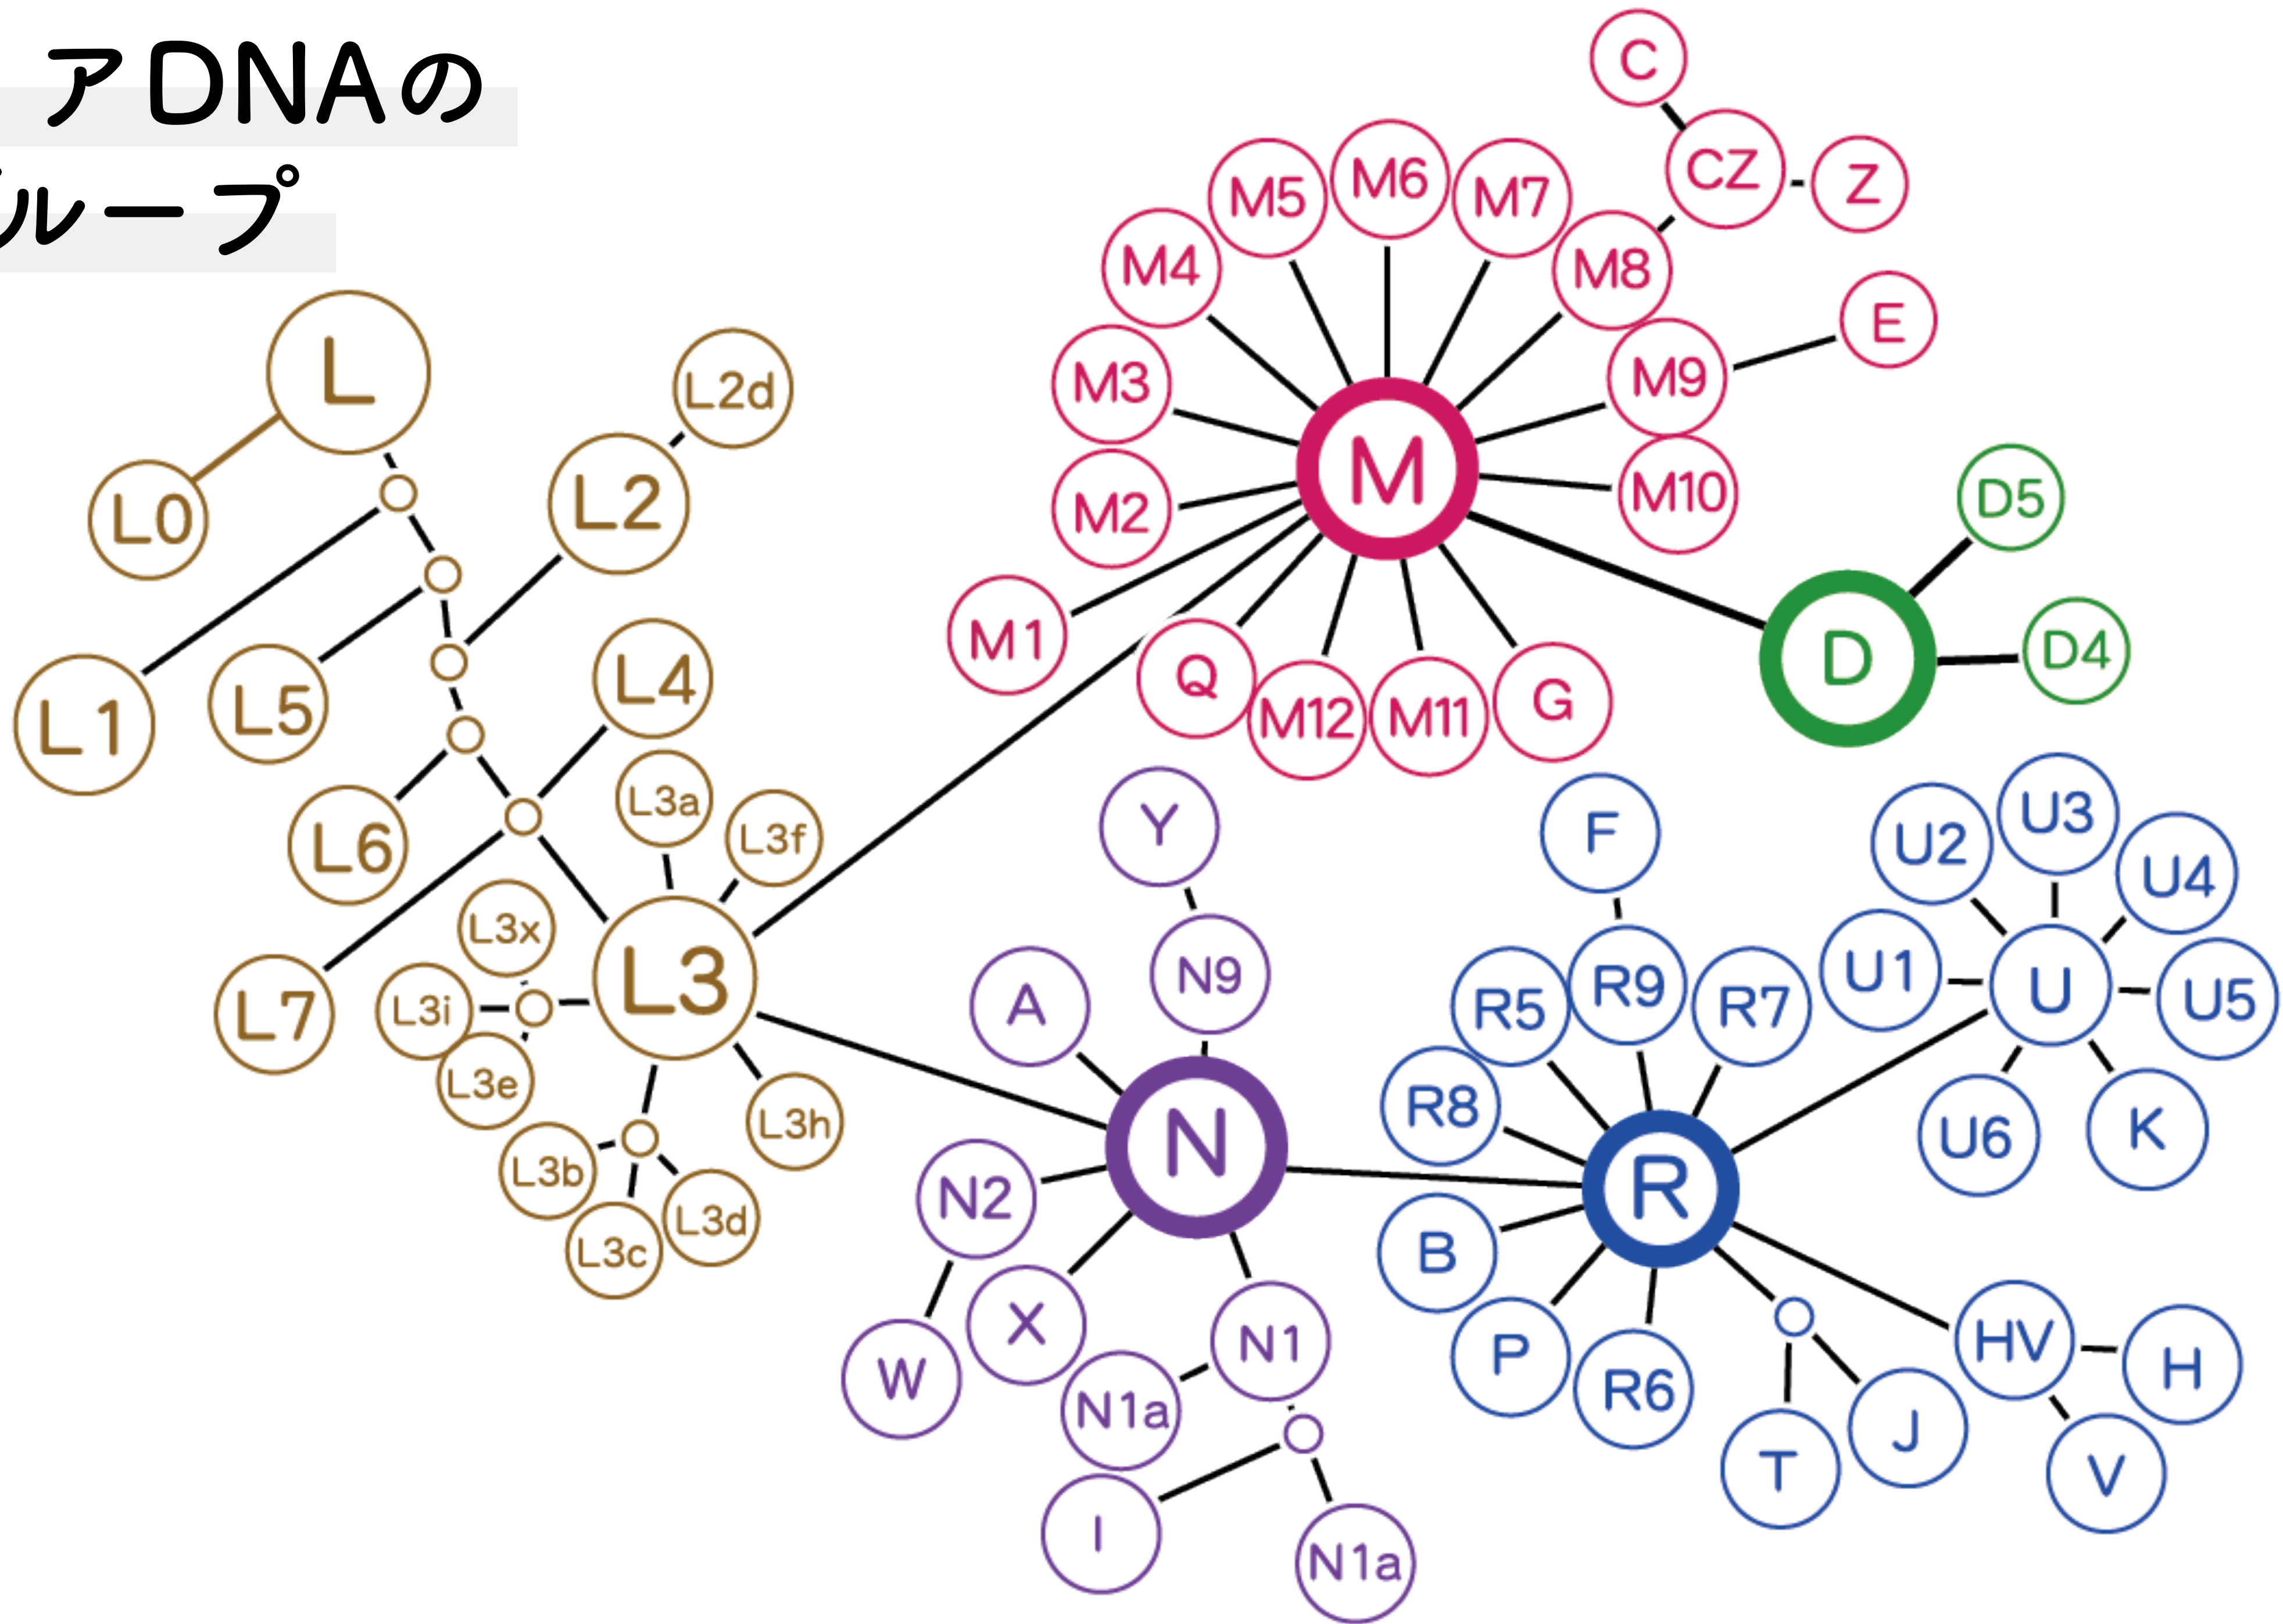 アDNAの
ループ
C
CZ
Z
M6
M5
M7
M4
M8
E
M3
M9
M
M2
M10
M1
Q
M12
M11
G
D5
D
D4
L
L2d
L0
L2
L1
L5
L4
L6
L3a
L3f
L3x
L3
L7
L3i
L3e
L3h
L3b
L3c
L3d
Y
N9
A
N
N2
X
W
N1
N1a
I
N1a
F
R9
R5
R7
R8
R
B
P
R6
T
J
HV
H
V
U3
U2
U4
U1
U
U5
U6
K